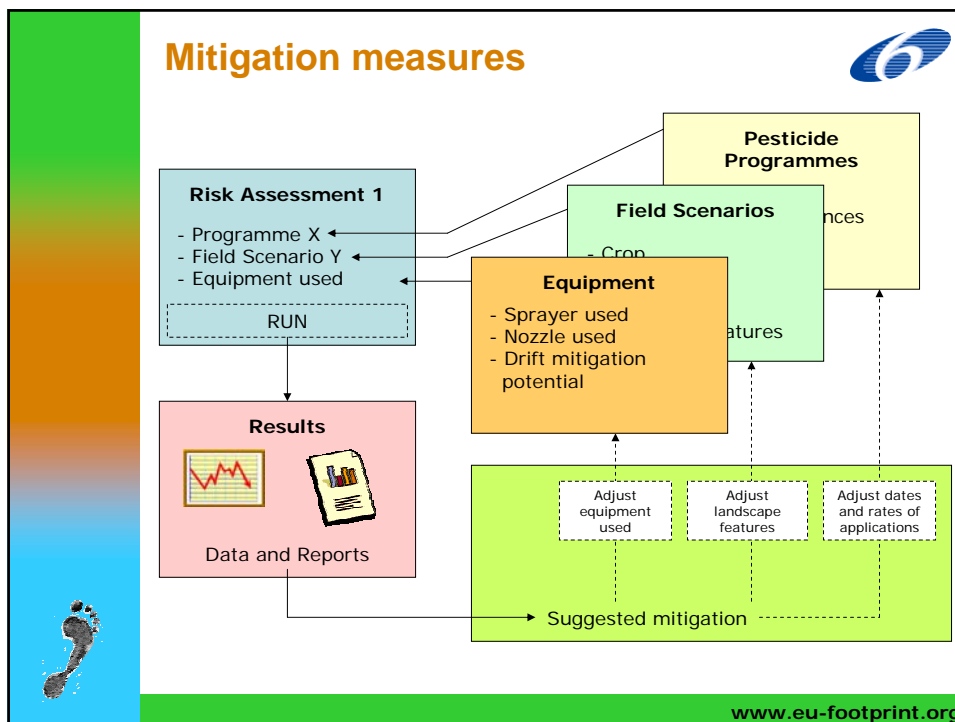 Mitigation measures
6
Risk Assessment 1
- Programme X
- Field Scenario Y
- Equipment used
RUN
Pesticide
Programmes
Field Scenarios
- Crop
Equipment
- Sprayer used
- Nozzle used
- Drift mitigation
potential
Results
Data and Reports
Adjust
equipment
used
Adjust
landscape
features
Adjust dates
and rates of
applications
Suggested mitigation
www.eu-footprint.org